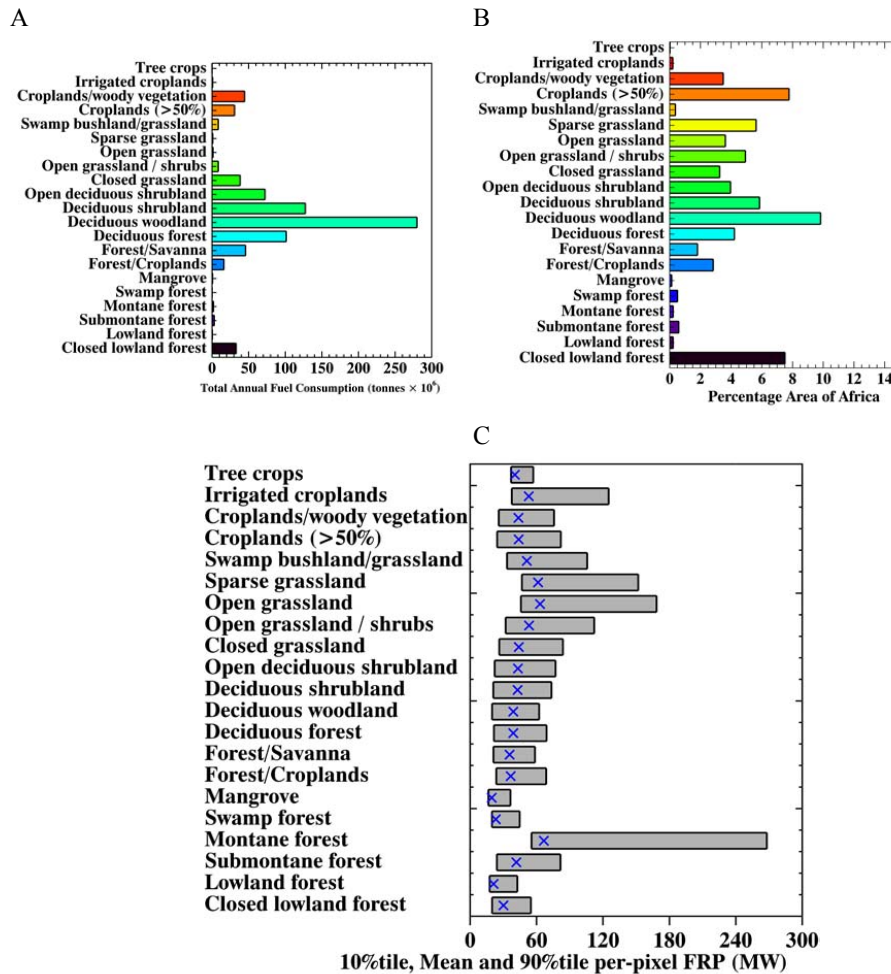 A
Tree crops
Irrigated croplands
Croplands/woody vegetation
Croplands (>50%)
Swamp bushland/grassland
Sparse grassland
Open grassland
Open grassland / shrubs
Closed grassland
Open deciduous shrubland
Deciduous shrubland
Deciduous woodland
Deciduous forest
Forest/Savanna
Forest/Croplands
Mangrove
Swamp forest
Montane forest
Submontane forest
Lowland forest
Closed lowland forest
0 50 100 150 200 250 300
Total Annual Fuel Consumption (tonnes × 10⁶)
B
Tree crops
Irrigated croplands
Croplands/woody vegetation
Croplands (>50%)
Swamp bushland/grassland
Sparse grassland
Open grassland
Open grassland / shrubs
Closed grassland
Open deciduous shrubland
Deciduous shrubland
Deciduous woodland
Deciduous forest
Forest/Savanna
Forest/Croplands
Mangrove
Swamp forest
Montane forest
Submontane forest
Lowland forest
Closed lowland forest
0 2 4 6 8 10 12 14
Percentage Area of Africa
C
Tree crops
Irrigated croplands
Croplands/woody vegetation
Croplands (>50%)
Swamp bushland/grassland
Sparse grassland
Open grassland
Open grassland / shrubs
Closed grassland
Open deciduous shrubland
Deciduous shrubland
Deciduous woodland
Deciduous forest
Forest/Savanna
Forest/Croplands
Mangrove
Swamp forest
Montane forest
Submontane forest
Lowland forest
Closed lowland forest
0 60 120 180 240 300
10%tile, Mean and 90%tile per-pixel FRP (MW)